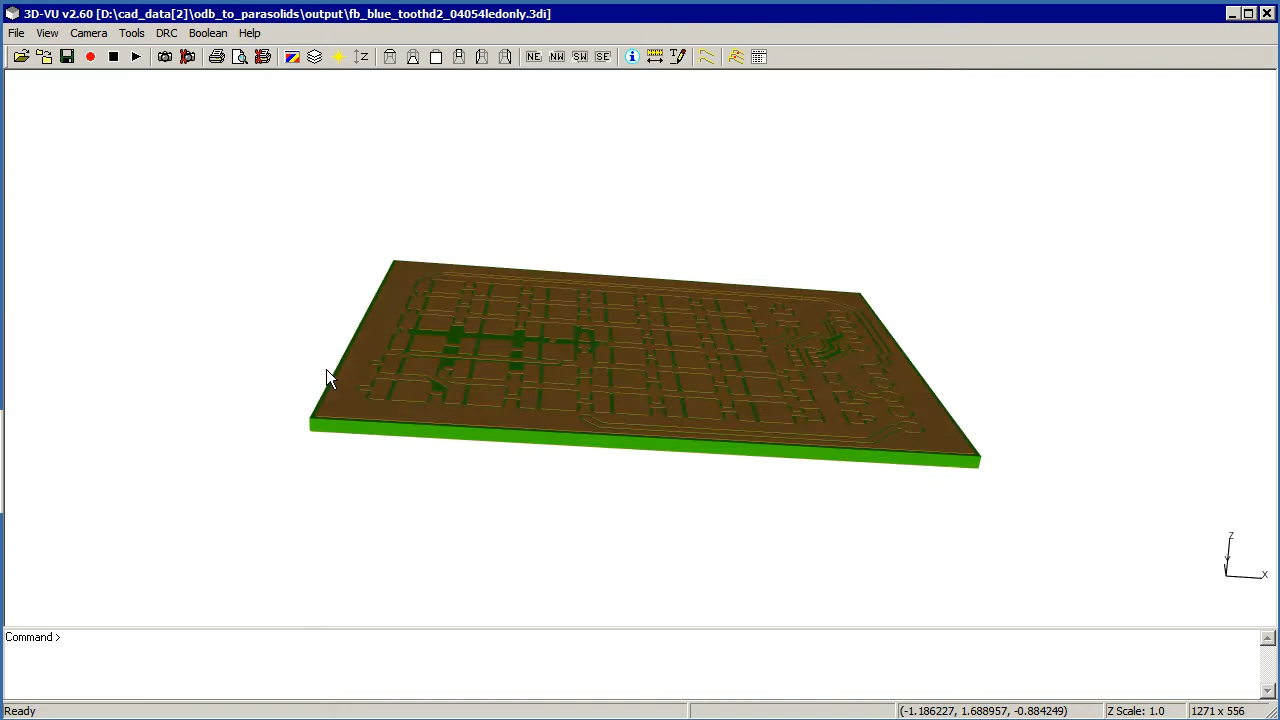 3D-VU v2.60 [D:\cad_data[2]\odb_to_parasolids\output\fb_blue_toothd2_04054ledonly.3di]
File View Camera Tools DRC Boolean Help
Z NE NW SW SE T
Z
X
Command >
Ready (-1.186227, 1.688957, -0.884249) Z Scale: 1.0 1271 x 556